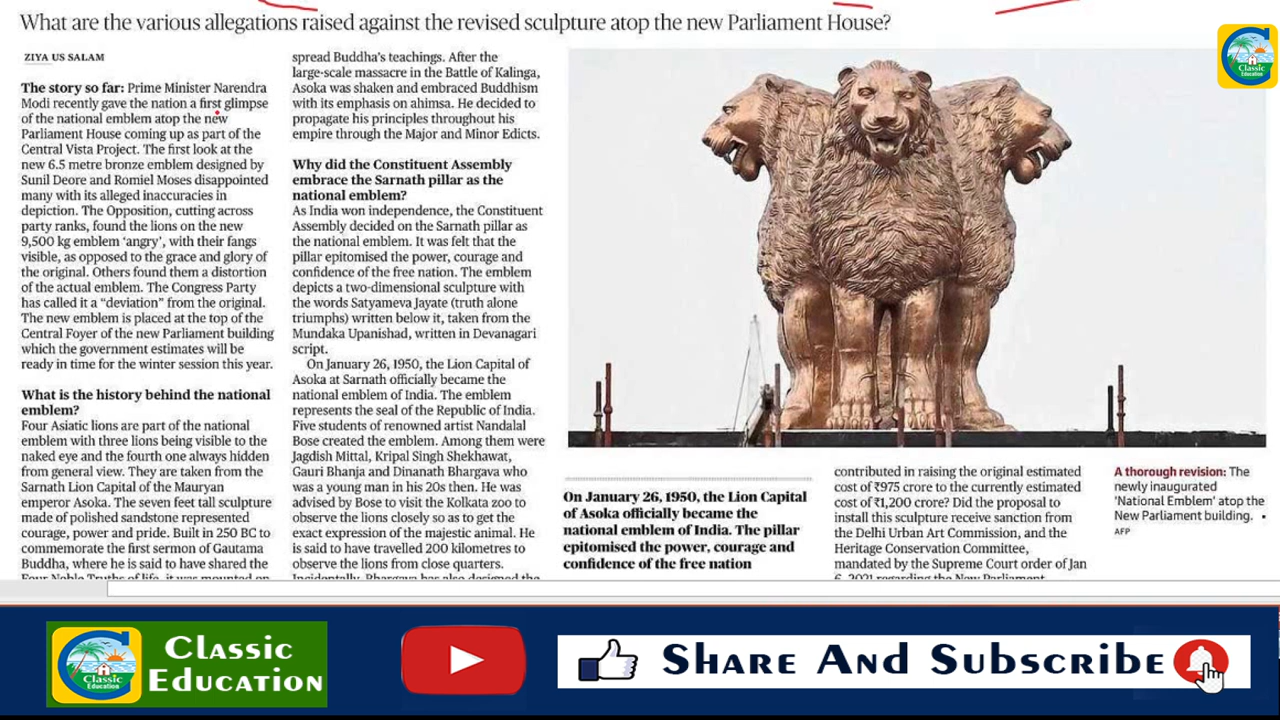 What are the various allegations raised against the revised sculpture atop the new Parliament House?
ZIYA US SALAM
The story so far: Prime Minister Narendra
Modi recently gave the nation a first glimpse
of the national emblem atop the new
Parliament House coming up as part of the
Central Vista Project. The first look at the
new 6.5 metre bronze emblem designed by
Sunil Deore and Romiel Moses disappointed
many with its alleged inaccuracies in
depiction. The Opposition, cutting across
party ranks, found the lions on the new
9,500 kg emblem ‘angry’, with their fangs
visible, as opposed to the grace and glory of
the original. Others found them a distortion
of the actual emblem. The Congress Party
has called it a “deviation” from the original.
The new emblem is placed at the top of the
Central Foyer of the new Parliament building
which the government estimates will be
ready in time for the winter session this year.
What is the history behind the national
emblem?
Four Asiatic lions are part of the national
emblem with three lions being visible to the
naked eye and the fourth one always hidden
from general view. They are taken from the
Sarnath Lion Capital of the Mauryan
emperor Asoka. The seven feet tall sculpture
made of polished sandstone represented
courage, power and pride. Built in 250 BC to
commemorate the first sermon of Gautama
Buddha, where he is said to have shared the
Four Noble Truths of life, it was mounted on
spread Buddha’s teachings. After the
large-scale massacre in the Battle of Kalinga,
Asoka was shaken and embraced Buddhism
with its emphasis on ahimsa. He decided to
propagate his principles throughout his
empire through the Major and Minor Edicts.
Why did the Constituent Assembly
embrace the Sarnath pillar as the
national emblem?
As India won independence, the Constituent
Assembly decided on the Sarnath pillar as
the national emblem. It was felt that the
pillar epitomised the power, courage and
confidence of the free nation. The emblem
depicts a two-dimensional sculpture with
the words Satyameva Jayate (truth alone
triumphs) written below it, taken from the
Mundaka Upanishad, written in Devanagari
script.
On January 26, 1950, the Lion Capital of
Asoka at Sarnath officially became the
national emblem of India. The emblem
represents the seal of the Republic of India.
Five students of renowned artist Nandalal
Bose created the emblem. Among them were
Jagdish Mittal, Kripal Singh Shekhawat,
Gauri Bhanja and Dinanath Bhargava who
was a young man in his 20s then. He was
advised by Bose to visit the Kolkata zoo to
observe the lions closely so as to get the
exact expression of the majestic animal. He
is said to have travelled 200 kilometres to
observe the lions from close quarters.
Incidentally, Bhargava has also designed the
On January 26, 1950, the Lion Capital
of Asoka officially became the
national emblem of India. The pillar
epitomised the power, courage and
confidence of the free nation
contributed in raising the original estimated
cost of ₹975 crore to the currently estimated
cost of ₹1,200 crore? Did the proposal to
install this sculpture receive sanction from
the Delhi Urban Art Commission, and the
Heritage Conservation Committee,
mandated by the Supreme Court order of Jan
6, 2021 regarding the New Parliament
A thorough revision: The
newly inaugurated
'National Emblem' atop the
New Parliament building.
AFP
Classic
Education
Classic
Education
Classic
Education
Share And Subscribe